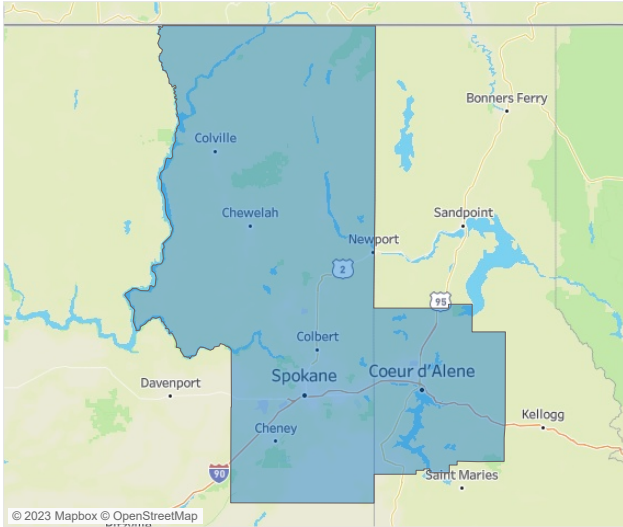 Bonners Ferry
Colville
Chewelah
Sandpoint
Newport
2
95
Colbert
Spokane
Coeur d'Alene
Davenport
Kellogg
Cheney
90
Saint Maries
© 2023 Mapbox © OpenStreetMap